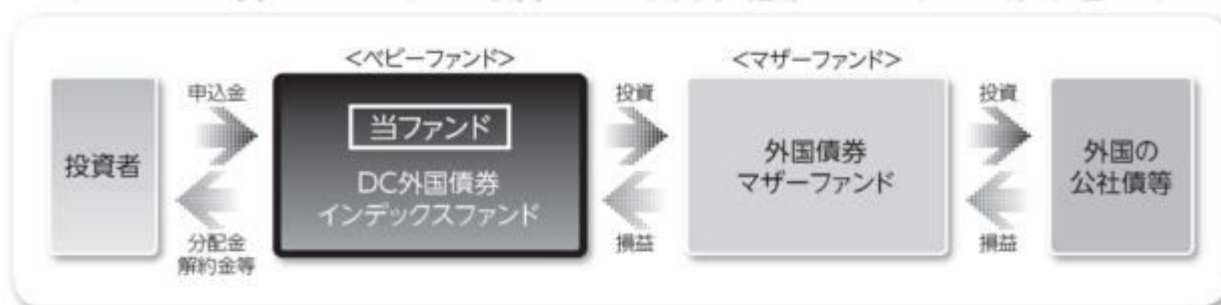 <ベビーファンド>
<マザーファンド>
投資者
申込金
分配金
解約金等
当ファンド
DC外国債券
インデックスファンド
投資
損益
外国債券
マザーファンド
投資
損益
外国の
公社債等